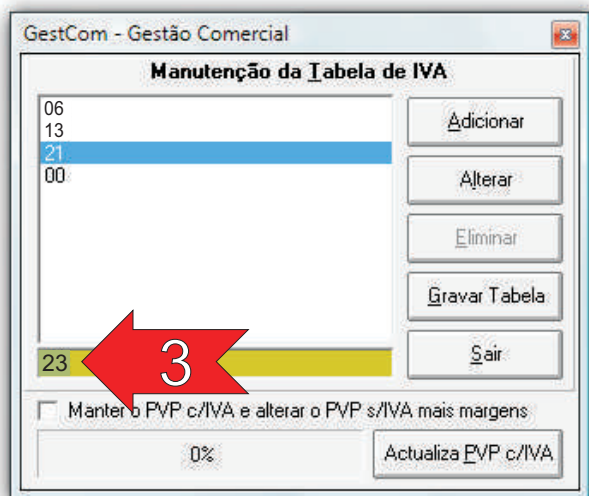 GestCom - Gestão Comercial
Manutenção da Tabela de IVA
06
13
21
00
Adicionar
Alterar
Eliminar
Gravar Tabela
Sair
23
3
Manter o PVP c/IVA e alterar o PVP s/IVA mais margens
0%
Actualiza PVP c/IVA